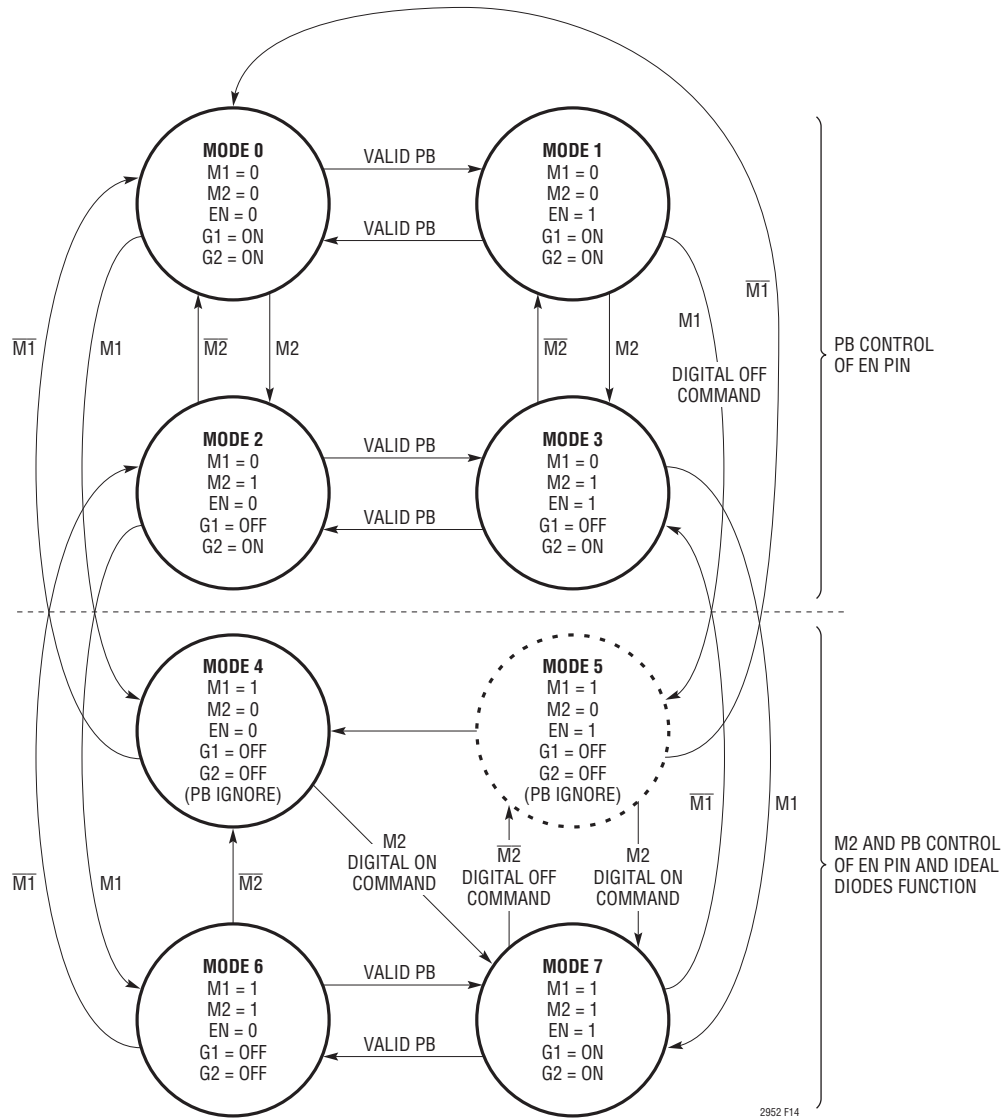 MODE 0
M1 = 0
M2 = 0
EN = 0
G1 = ON
G2 = ON
VALID PB
VALID PB
MODE 1
M1 = 0
M2 = 0
EN = 1
G1 = ON
G2 = ON
M̅1̅
M1
M̅2̅
M2
M̅2̅
M2
M1
DIGITAL OFF
COMMAND
M̅1̅
PB CONTROL
OF EN PIN
MODE 2
M1 = 0
M2 = 1
EN = 0
G1 = OFF
G2 = ON
VALID PB
VALID PB
MODE 3
M1 = 0
M2 = 1
EN = 1
G1 = OFF
G2 = ON
MODE 4
M1 = 1
M2 = 0
EN = 0
G1 = OFF
G2 = OFF
(PB IGNORE)
MODE 5
M1 = 1
M2 = 0
EN = 1
G1 = OFF
G2 = OFF
(PB IGNORE)
M̅1̅
M1
M̅1̅
M1
M̅2̅
M2
DIGITAL ON
COMMAND
M̅2̅
DIGITAL OFF
COMMAND
M2
DIGITAL ON
COMMAND
M2 AND PB CONTROL
OF EN PIN AND IDEAL
DIODES FUNCTION
MODE 6
M1 = 1
M2 = 1
EN = 0
G1 = OFF
G2 = OFF
VALID PB
VALID PB
MODE 7
M1 = 1
M2 = 1
EN = 1
G1 = ON
G2 = ON
2952 F14